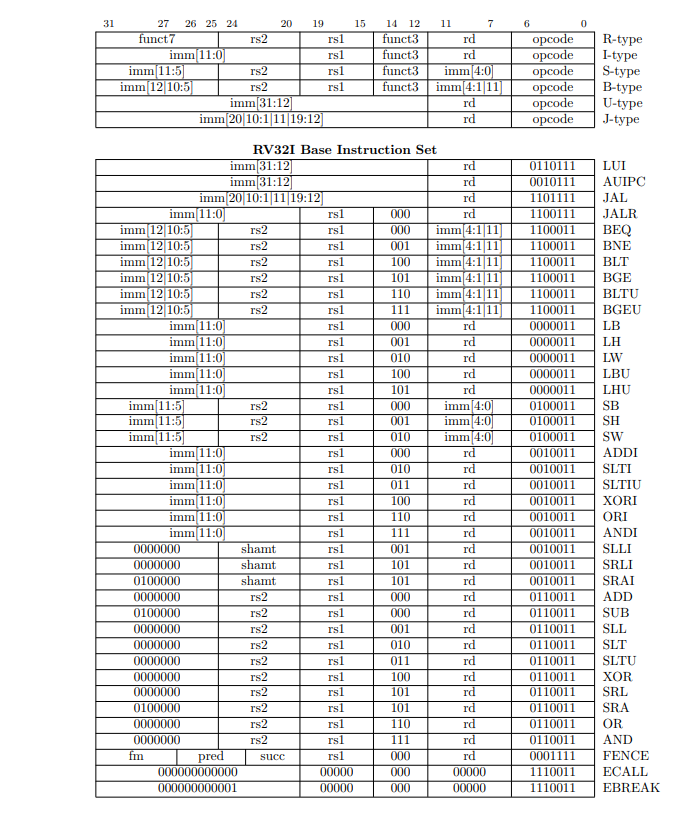 31 27 26 25 24 20 19 15 14 12 11 7 6 0
funct7 rs2 rs1 funct3 rd opcode R-type
imm[11:0] rs1 funct3 rd opcode I-type
imm[11:5] rs2 rs1 funct3 imm[4:0] opcode S-type
imm[12|10:5] rs2 rs1 funct3 imm[4:1|11] opcode B-type
imm[31:12] rd opcode U-type
imm[20|10:1|11|19:12] rd opcode J-type
RV32I Base Instruction Set
imm[31:12] rd 0110111 LUI
imm[31:12] rd 0010111 AUIPC
imm[20|10:1|11|19:12] rd 1101111 JAL
imm[11:0] rs1 000 rd 1100111 JALR
imm[12|10:5] rs2 rs1 000 imm[4:1|11] 1100011 BEQ
imm[12|10:5] rs2 rs1 001 imm[4:1|11] 1100011 BNE
imm[12|10:5] rs2 rs1 100 imm[4:1|11] 1100011 BLT
imm[12|10:5] rs2 rs1 101 imm[4:1|11] 1100011 BGE
imm[12|10:5] rs2 rs1 110 imm[4:1|11] 1100011 BLTU
imm[12|10:5] rs2 rs1 111 imm[4:1|11] 1100011 BGEU
imm[11:0] rs1 000 rd 0000011 LB
imm[11:0] rs1 001 rd 0000011 LH
imm[11:0] rs1 010 rd 0000011 LW
imm[11:0] rs1 100 rd 0000011 LBU
imm[11:0] rs1 101 rd 0000011 LHU
imm[11:5] rs2 rs1 000 imm[4:0] 0100011 SB
imm[11:5] rs2 rs1 001 imm[4:0] 0100011 SH
imm[11:5] rs2 rs1 010 imm[4:0] 0100011 SW
imm[11:0] rs1 000 rd 0010011 ADDI
imm[11:0] rs1 010 rd 0010011 SLTI
imm[11:0] rs1 011 rd 0010011 SLTIU
imm[11:0] rs1 100 rd 0010011 XORI
imm[11:0] rs1 110 rd 0010011 ORI
imm[11:0] rs1 111 rd 0010011 ANDI
0000000 shamt rs1 001 rd 0010011 SLLI
0000000 shamt rs1 101 rd 0010011 SRLI
0100000 shamt rs1 101 rd 0010011 SRAI
0000000 rs2 rs1 000 rd 0110011 ADD
0100000 rs2 rs1 000 rd 0110011 SUB
0000000 rs2 rs1 001 rd 0110011 SLL
0000000 rs2 rs1 010 rd 0110011 SLT
0000000 rs2 rs1 011 rd 0110011 SLTU
0000000 rs2 rs1 100 rd 0110011 XOR
0000000 rs2 rs1 101 rd 0110011 SRL
0100000 rs2 rs1 101 rd 0110011 SRA
0000000 rs2 rs1 110 rd 0110011 OR
0000000 rs2 rs1 111 rd 0110011 AND
fm pred succ rs1 000 rd 0001111 FENCE
000000000000 00000 000 00000 1110011 ECALL
000000000001 00000 000 00000 1110011 EBREAK